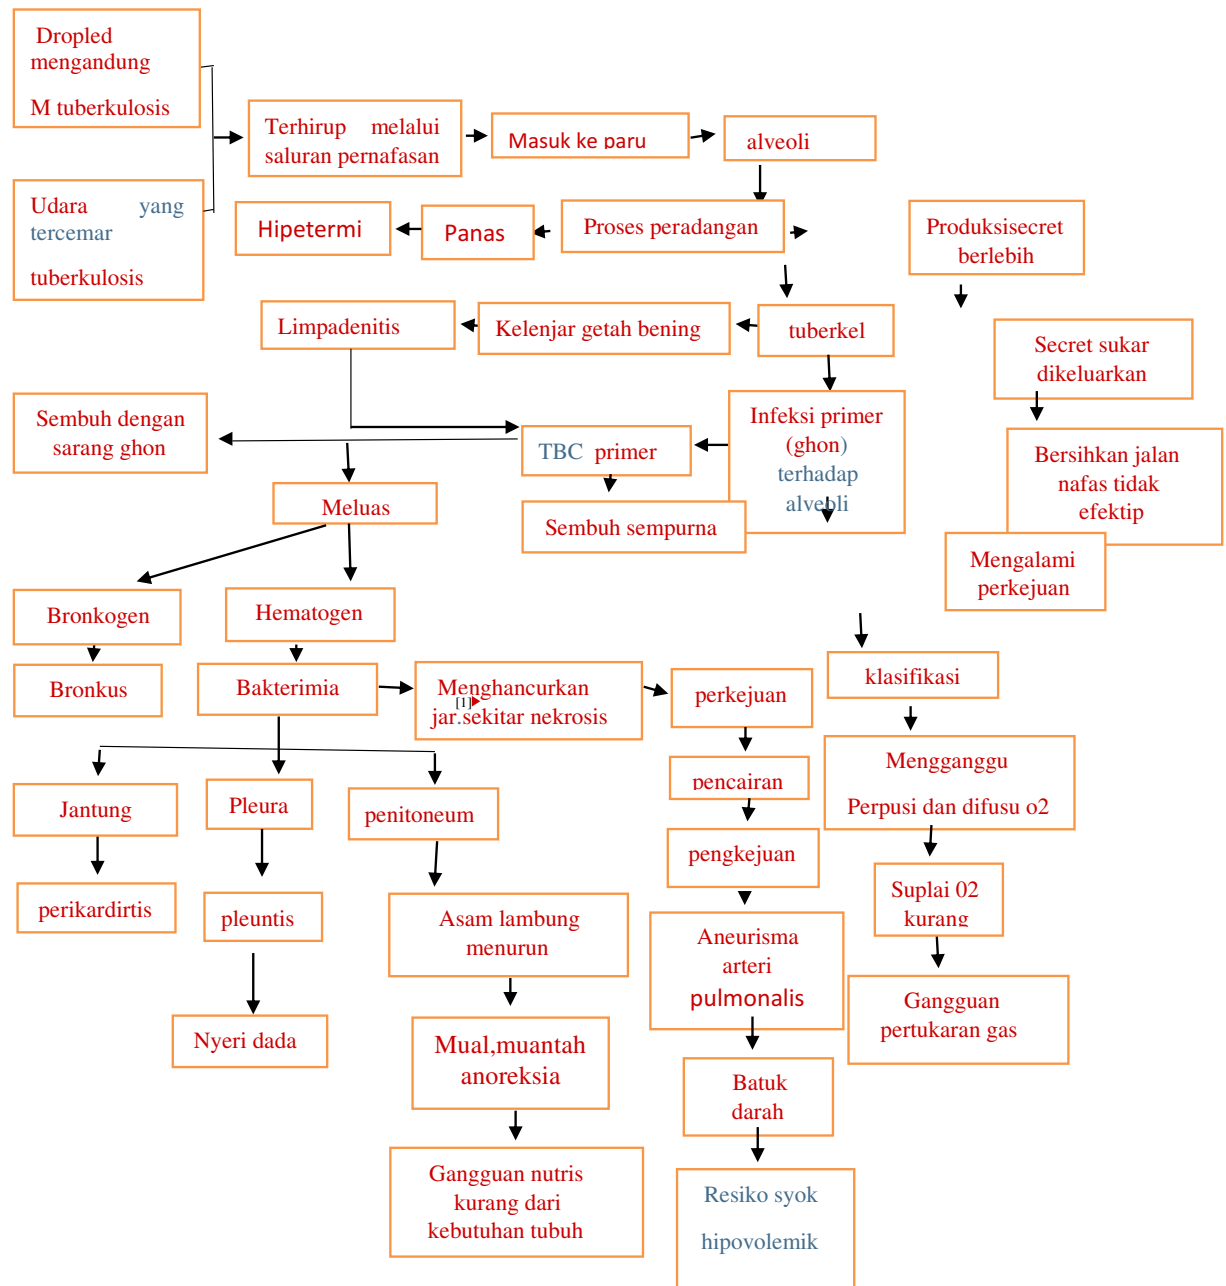 Dropled
mengandung
M tuberkulosis
Udara yang
tercemar
tuberkulosis
Terhirup melalui
saluran pernafasan
Masuk ke paru
alveoli
Hipetermi
Panas
Proses peradangan
Produksisecret
berlebih
Limpadenitis
Kelenjar getah bening
tuberkel
Secret sukar
dikeluarkan
Sembuh dengan
sarang ghon
TBC primer
Infeksi primer
(ghon)
terhadap
alveoli
Bersihkan jalan
nafas tidak
efektip
Meluas
Sembuh sempurna
Mengalami
perkejuan
Bronkogen
Hematogen
Bronkus
Bakterimia
Menghancurkan
[1]
jar.sekitar nekrosis
perkejuan
klasifikasi
pencairan
Mengganggu
Perpusi dan difusu o2
Jantung
Pleura
penitoneum
pengkejuan
perikardirtis
pleuntis
Asam lambung
menurun
Aneurisma
arteri
pulmonalis
Suplai 02
kurang
Gangguan
pertukaran gas
Nyeri dada
Mual,muantah
anoreksia
Batuk
darah
Gangguan nutris
kurang dari
kebutuhan tubuh
Resiko syok
hipovolemik